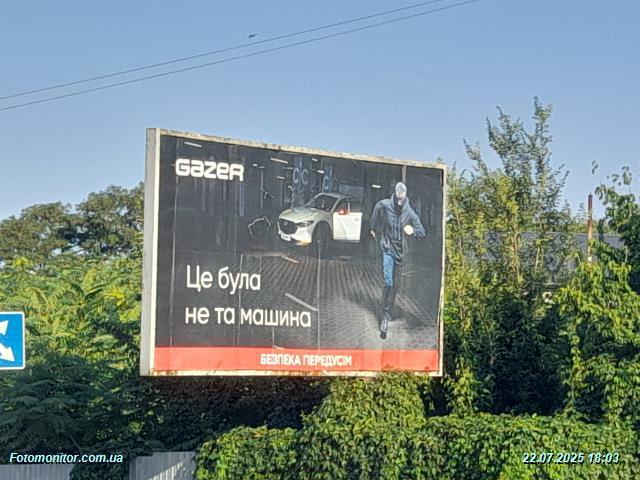 GAZER
Це була
не та машина
БЕЗПЕКА ПЕРЕДУСІМ
Fotomonitor.com.ua
22.07.2025 18:03